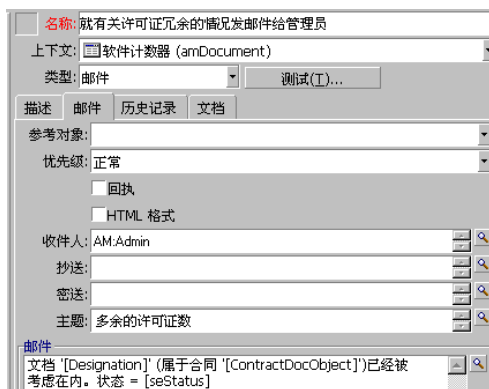 名称: 就有关许可证冗余的情况发邮件给管理员
上下文: 软件计数器 (amDocument)
类型: 邮件 测试(T)...
描述 邮件 历史记录 文档
参考对象:
优先级: 正常
回执
HTML 格式
收件人: AM:Admin
抄送:
密送:
主题: 多余的许可证数
邮件
文档 '[Designation]' (属于合同 '[ContractDocObject]')已经被
考虑在内。状态 = [seStatus]